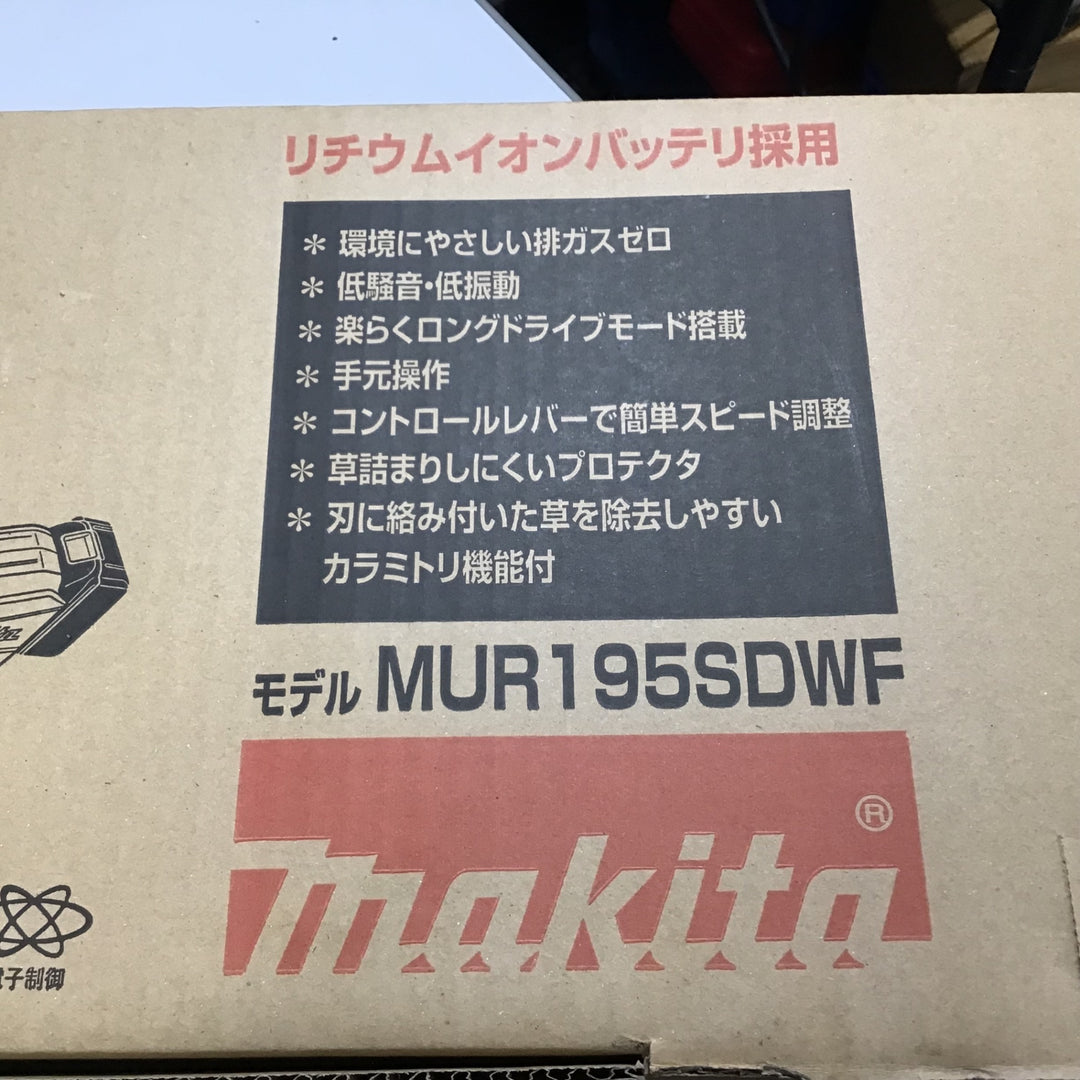 リチウムイオンバッテリ採用
＊ 環境にやさしい排ガスゼロ
＊ 低騒音・低振動
＊ 楽らくロングドライブモード搭載
＊ 手元操作
＊ コントロールレバーで簡単スピード調整
＊ 草詰まりしにくいプロテクタ
＊ 刃に絡み付いた草を除去しやすい
カラミトリ機能付
モデル MUR195SDWF
makita®
電子制御